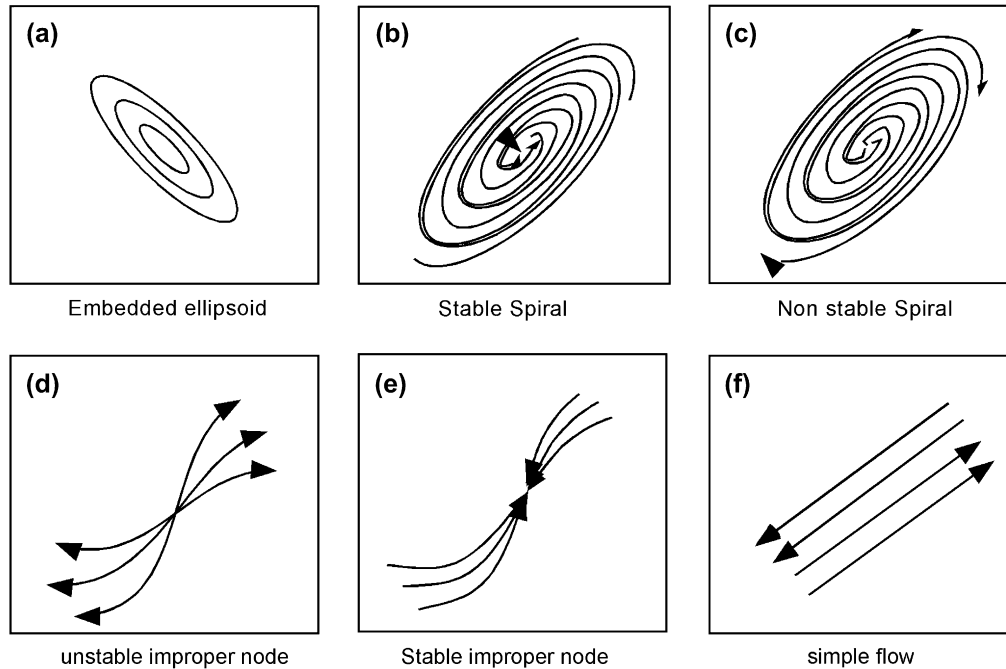 (a)
Embedded ellipsoid
(b)
Stable Spiral
(c)
Non stable Spiral
(d)
unstable improper node
(e)
Stable improper node
(f)
simple flow